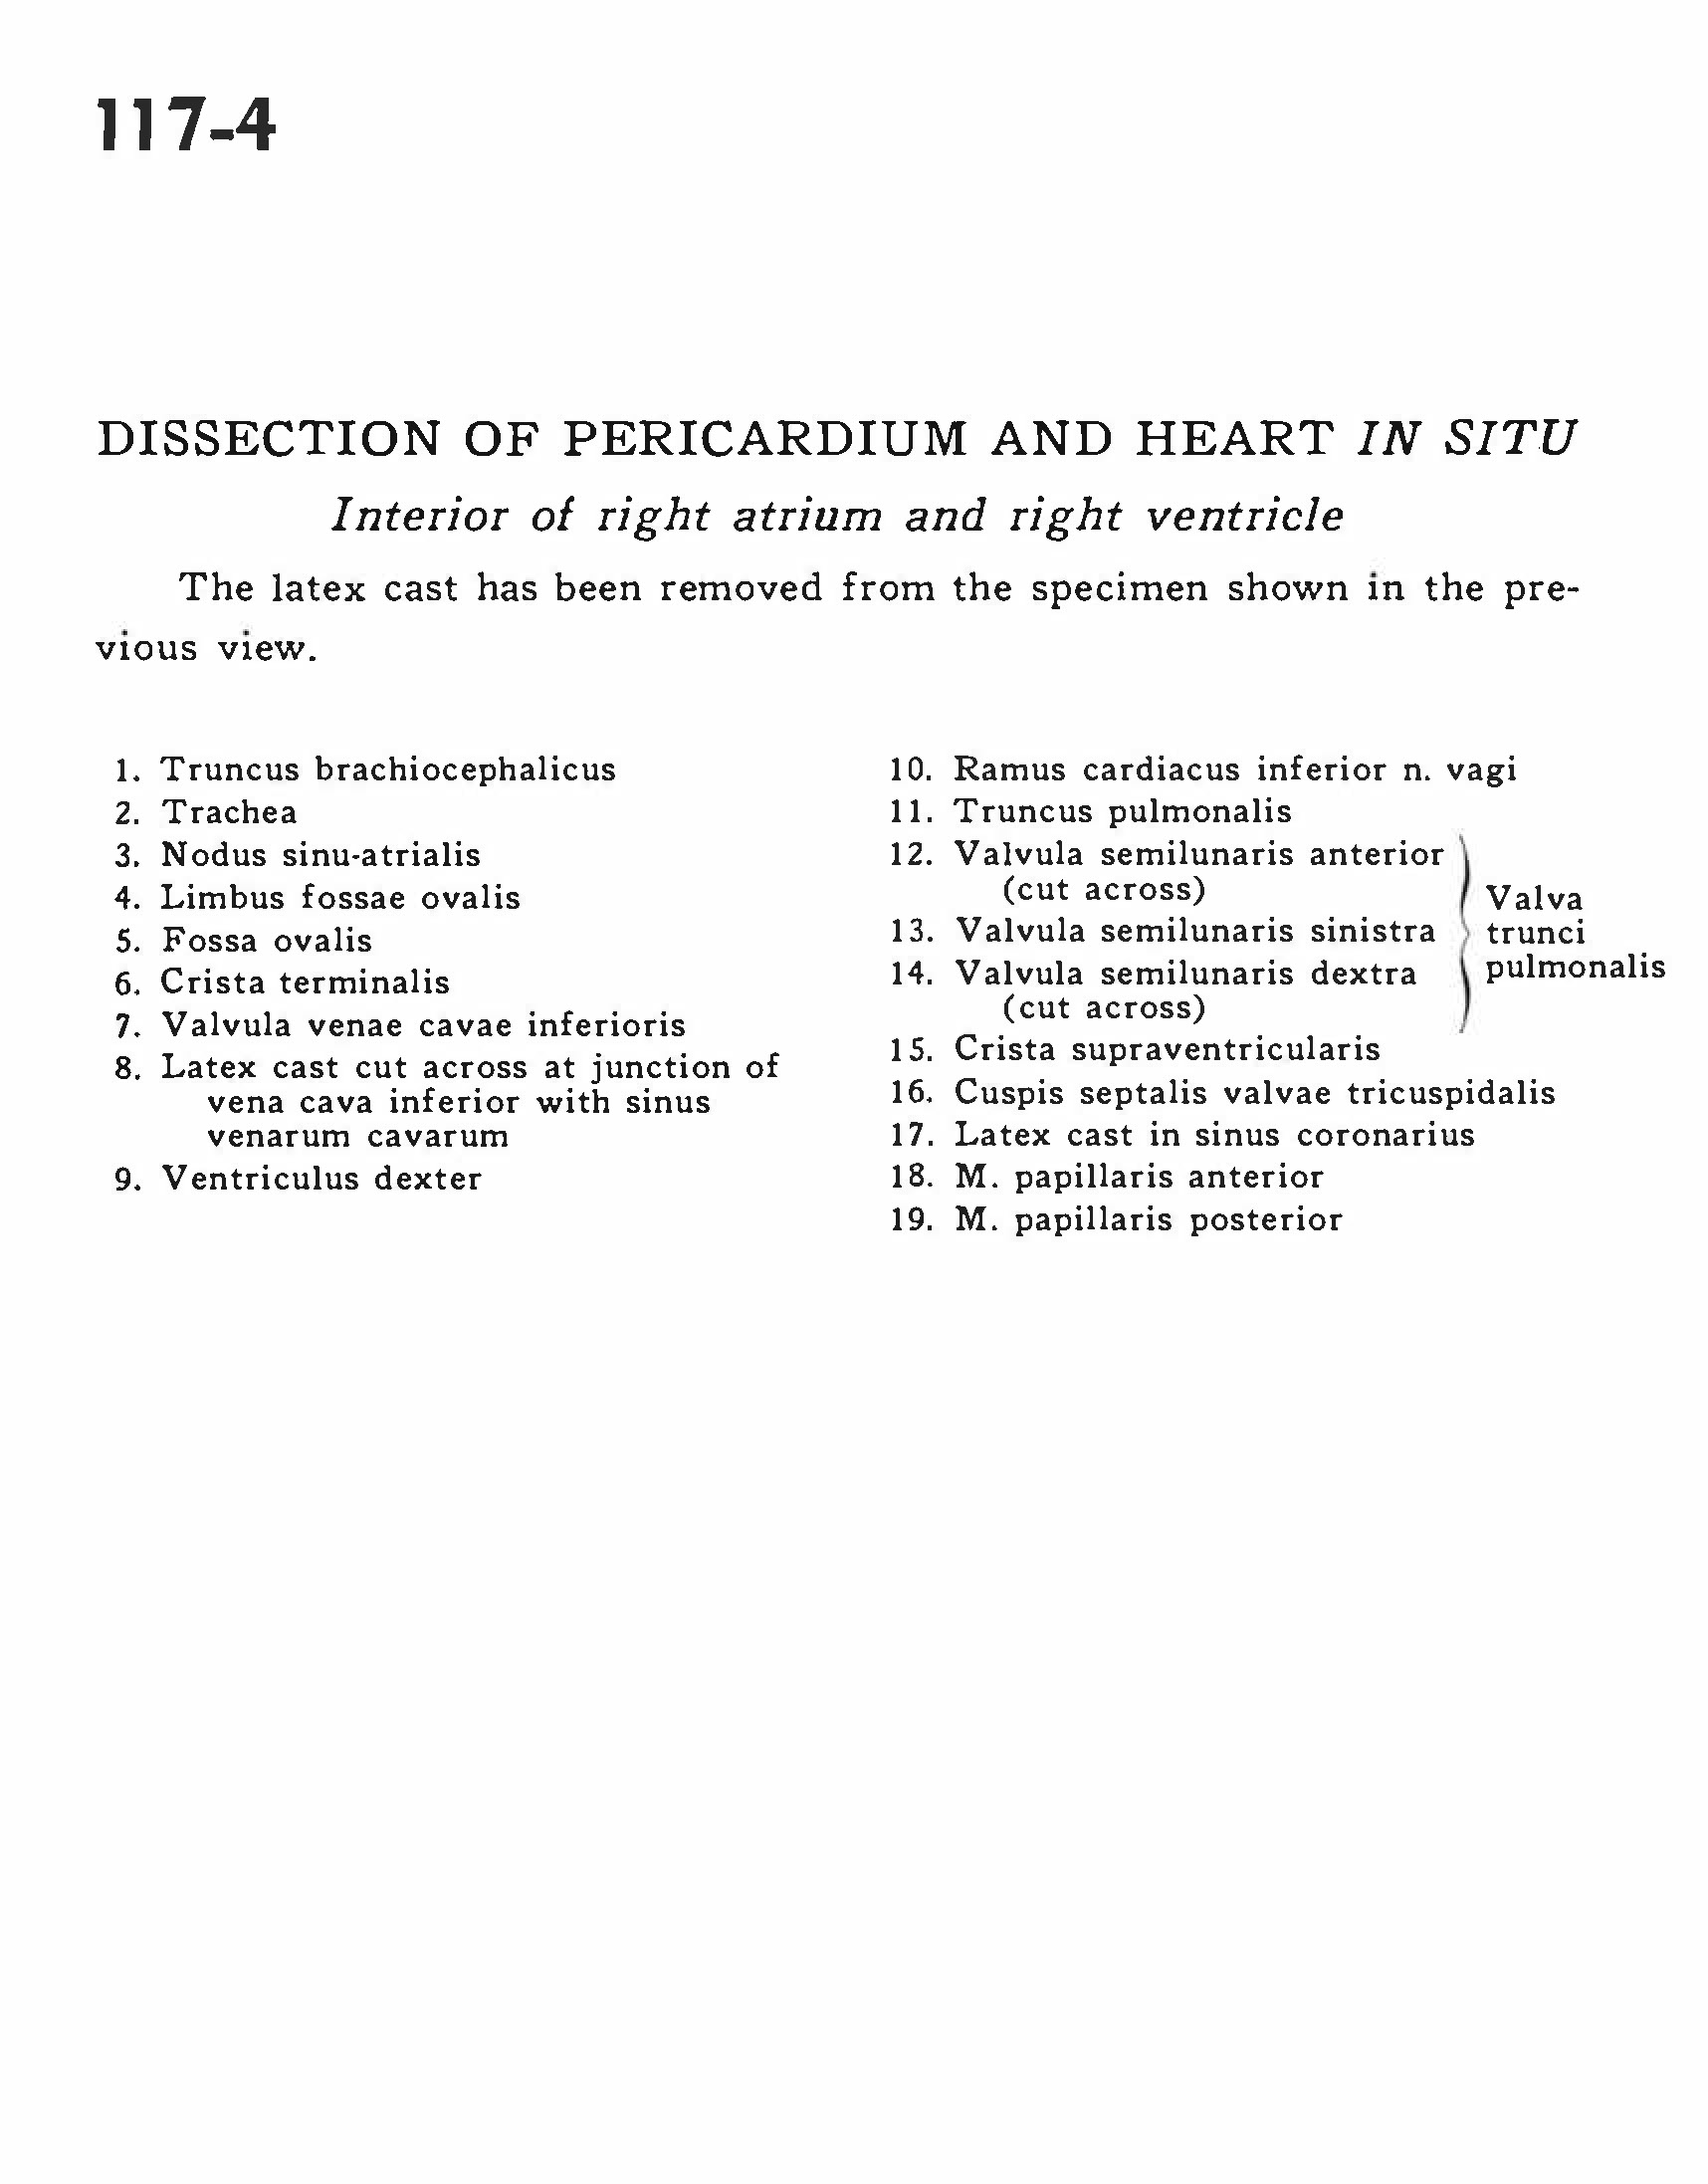 117-4
DISSECTION OF PERICARDIUM AND HEART IN SITU
Interior of right atrium and right ventricle
The latex cast has been removed from the specimen shown in the pre-
vious view.
1. Truncus brachiocephalicus
2. Trachea
3. Nodus sinu-atrialis
4. Limbus fossae ovalis
5. Fossa ovalis
6. Crista terminalis
7. Valvula venae cavae inferioris
8. Latex cast cut across at junction of
vena cava inferior with sinus
venarum cavarum
9. Ventriculus dexter
10. Ramus cardiacus inferior n. vagi
11. Truncus pulmonalis
12. Valvula semilunaris anterior
(cut across)
13. Valvula semilunaris sinistra
14. Valvula semilunaris dextra
(cut across)
Valva
trunci
pulmonalis
15. Crista supraventricularis
16. Cuspis septalis valvae tricuspidalis
17. Latex cast in sinus coronarius
18. M. papillaris anterior
19. M. papillaris posterior